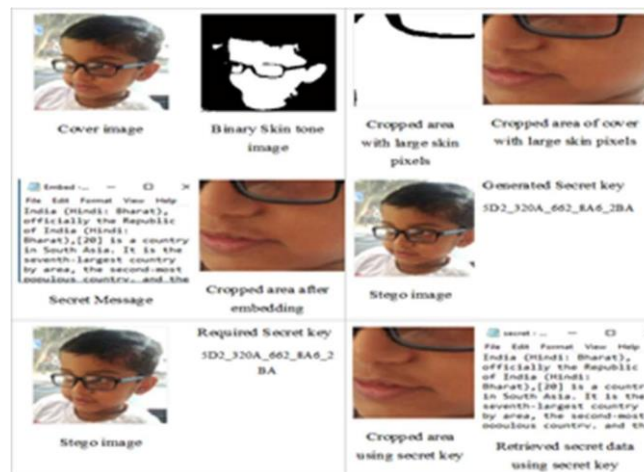 Cover image
Binary Skin tone
image
Cropped area
with large skin
pixels
Cropped area of cover
with large skin pixels
Embed -...
File Edit Format View Help
India (Hindi: Bharat),
officially the Republic
of India (Hindi:
Bharat),[20] is a country
in South Asia. It is the
seventh-largest country
by area, the second-most
populous country, and the
Secret Message
Cropped area after
embedding
Stego image
Generated Secret key
5D2_320A_662_8A6_2BA
Stego image
Required Secret key
5D2_320A_662_8A6_2
BA
Cropped area
using secret key
secret -...
File Edit Format View Help
India (Hindi: Bharat),
officially the Republic
of India (Hindi:
Bharat),[20] is a countr
in South Asia. It is the
seventh-largest country
by area, the second-most
populous country, and th
Retrieved secret data
using secret key